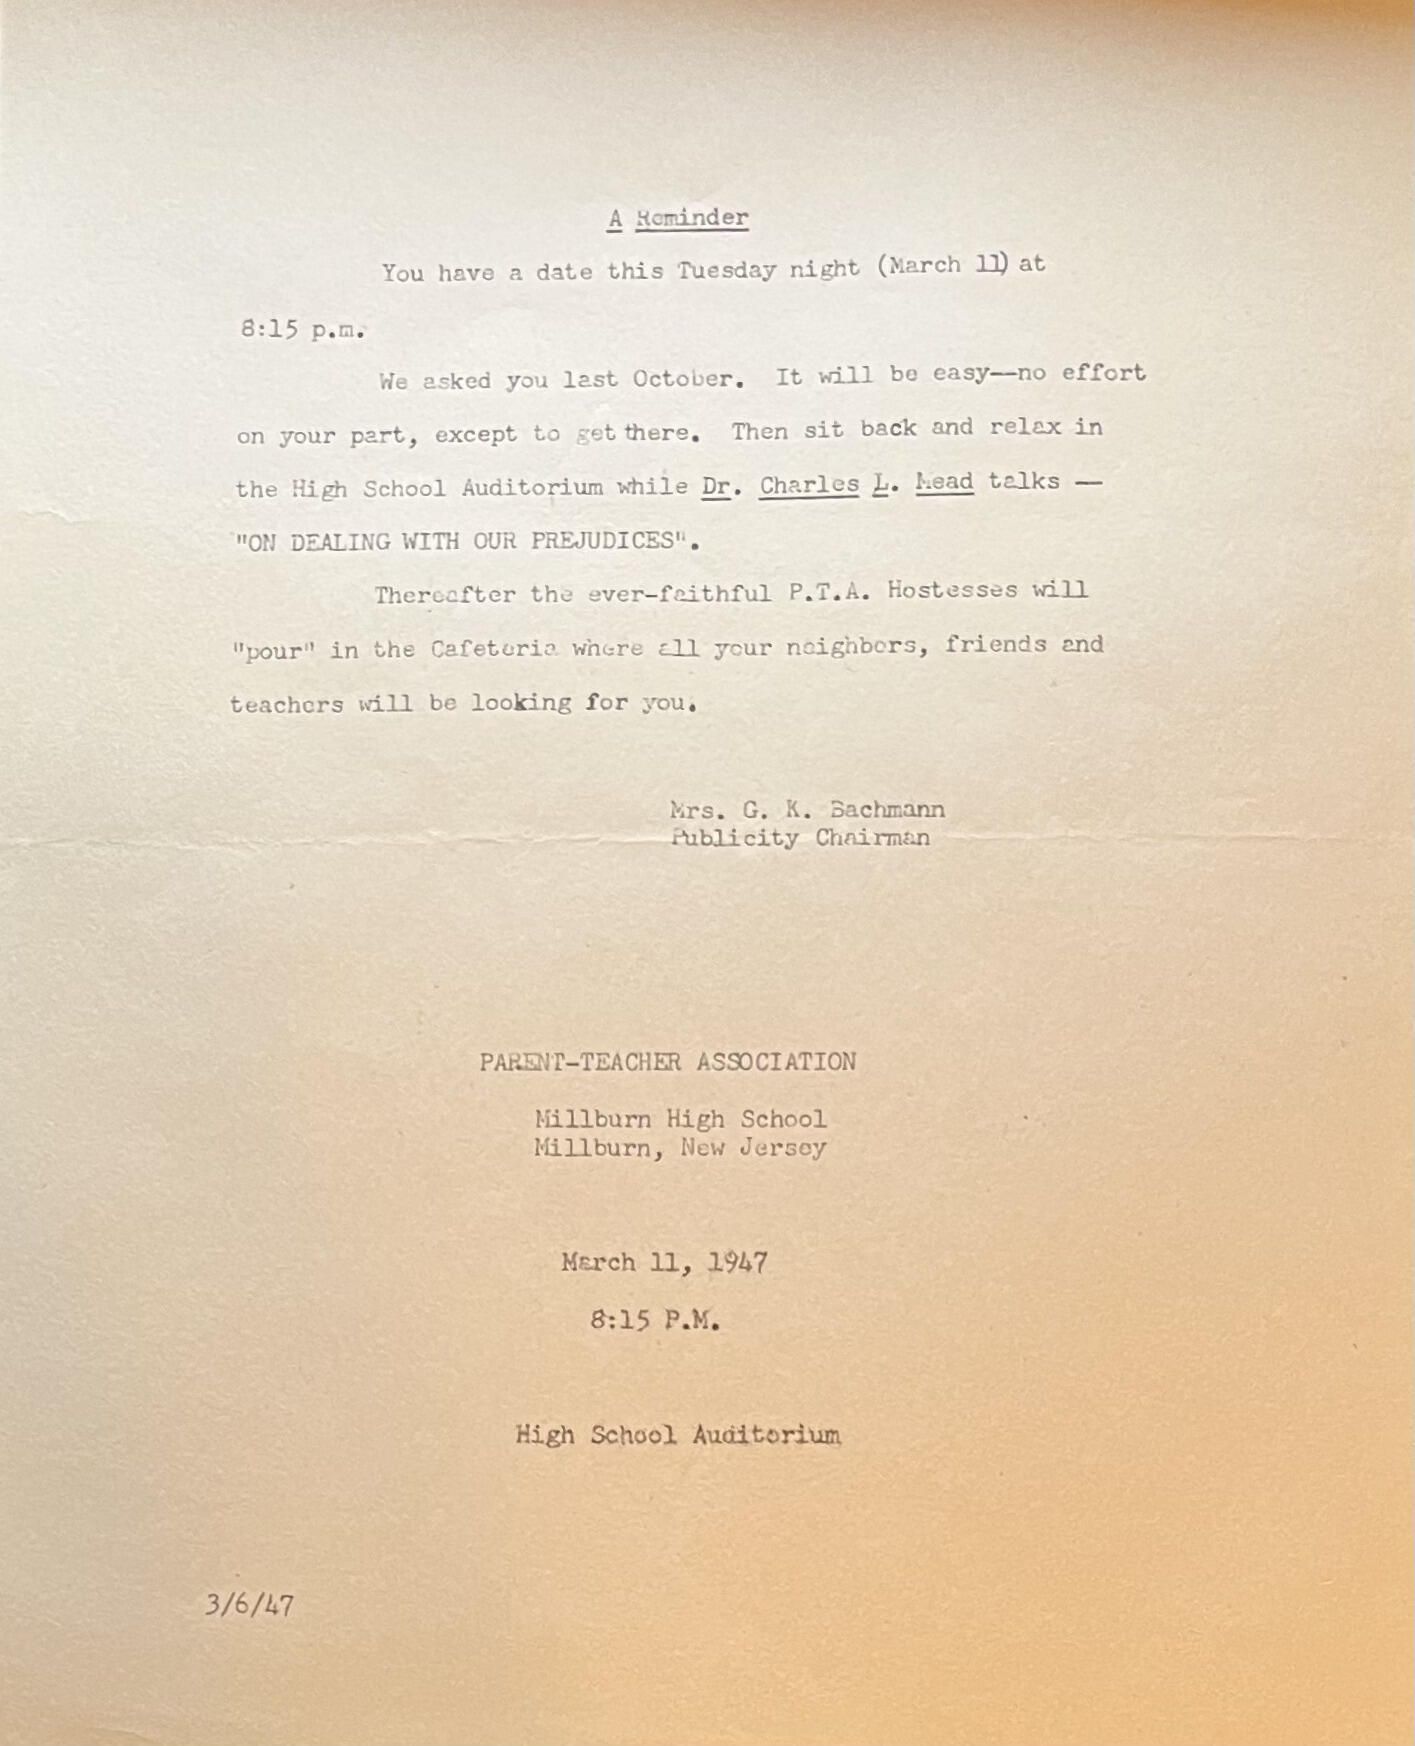 A Reminder
You have a date this Tuesday night (March 11) at
8:15 p.m.
We asked you last October. It will be easy—no effort
on your part, except to get there. Then sit back and relax in
the High School Auditorium while Dr. Charles L. Mead talks —
"ON DEALING WITH OUR PREJUDICES".
Thereafter the ever-faithful P.T.A. Hostesses will
"pour" in the Cafeteria where all your neighbors, friends and
teachers will be looking for you.
Mrs. G. K. Bachmann
Publicity Chairman
PARENT-TEACHER ASSOCIATION
Millburn High School
Millburn, New Jersey
March 11, 1947
8:15 P.M.
High School Auditorium
3/6/47